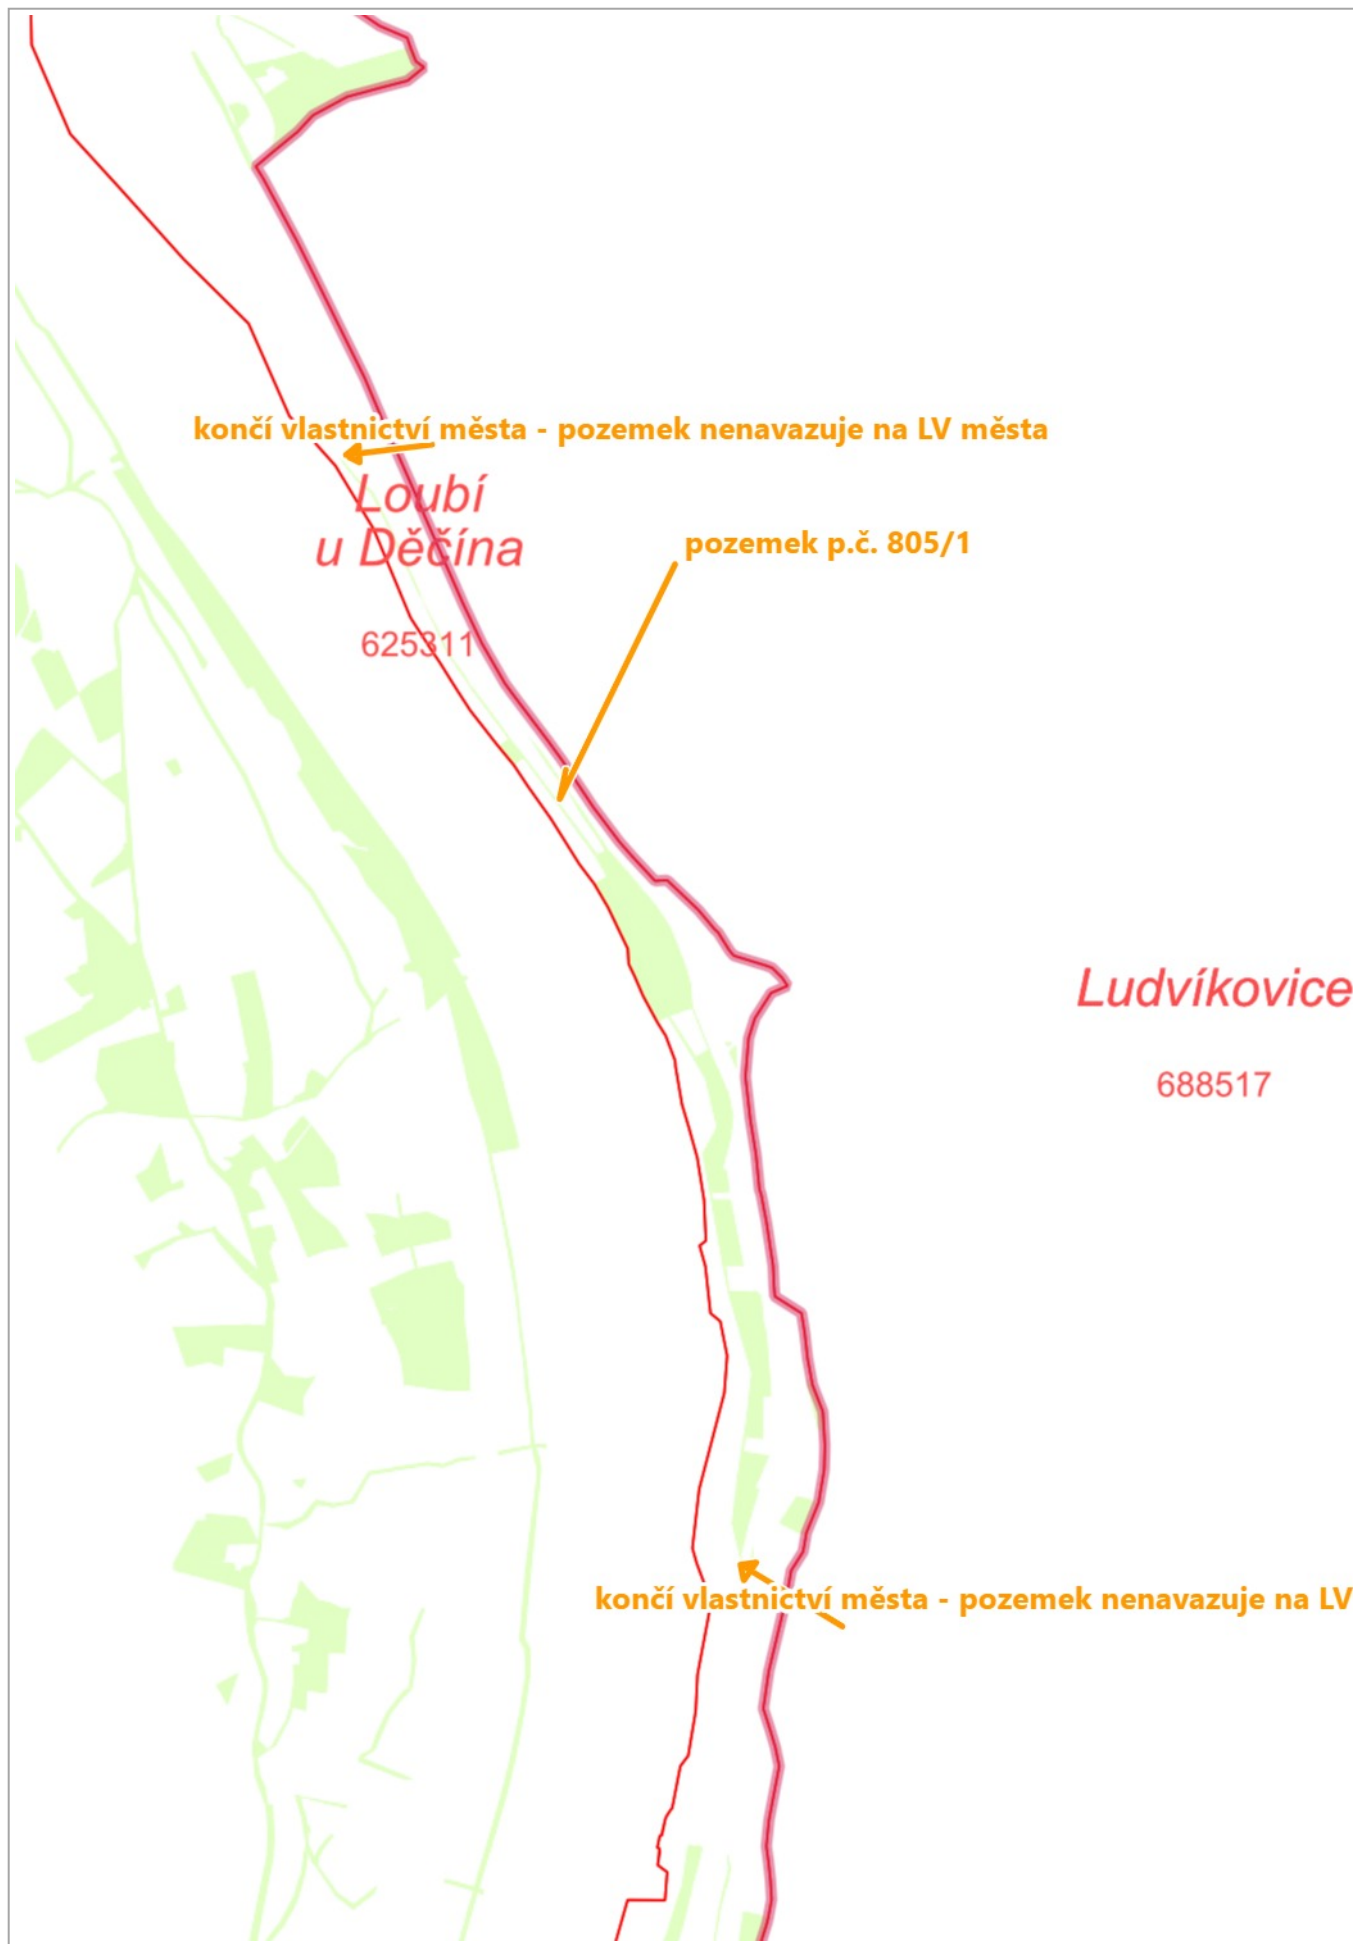 končí vlastnictví města - pozemek nenavazuje na LV města
Loubí
u Děčína
pozemek p.č. 805/1
625311
Ludvíkovice
688517
končí vlastnictví města - pozemek nenavazuje na LV